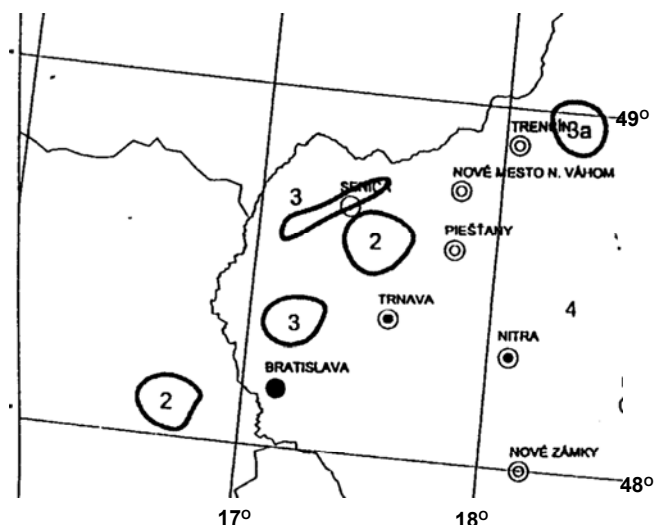 49°
TRENČÍN
3a
NOVÉ MESTO N. VÁHOM
3
SENICA
2
PIEŠŤANY
3
TRNAVA
4
NITRA
BRATISLAVA
2
NOVÉ ZÁMKY
48°
17°
18°